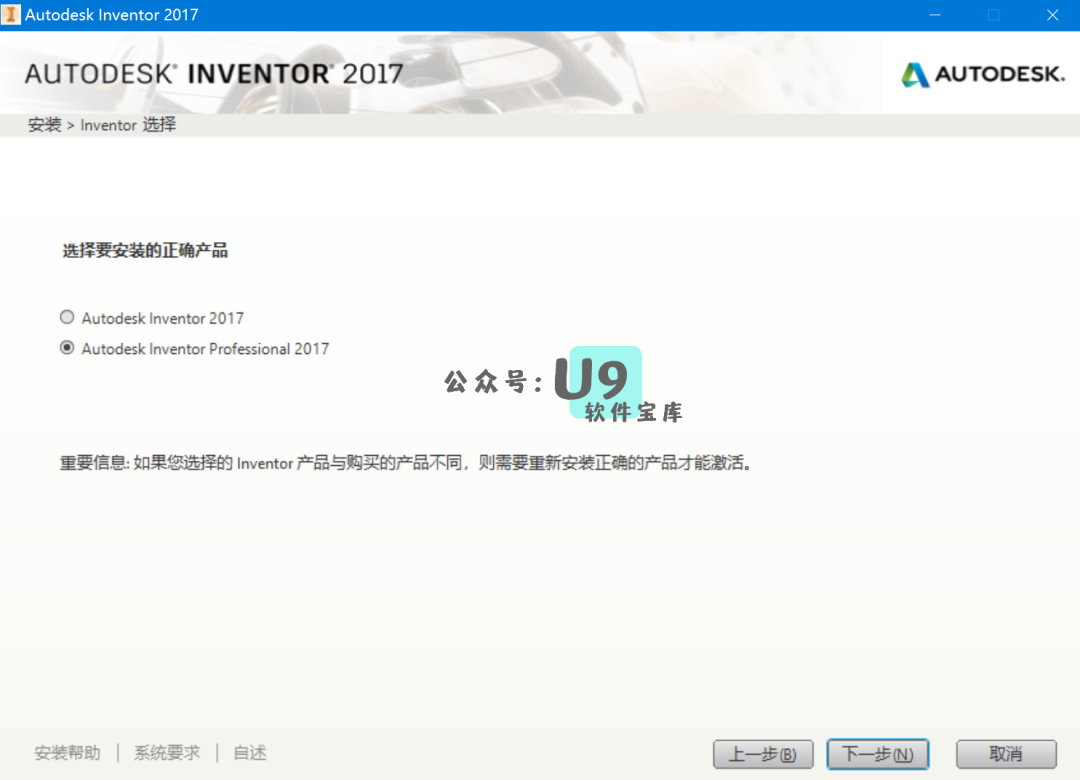 Autodesk Inventor 2017
AUTODESK® INVENTOR® 2017
AUTODESK.
安装 > Inventor 选择
选择要安装的正确产品
Autodesk Inventor 2017
Autodesk Inventor Professional 2017
公众号: U9
软件宝库
重要信息: 如果您选择的 Inventor 产品与购买的产品不同，则需要重新安装正确的产品才能激活。
安装帮助 | 系统要求 | 自述
上一步(B) 下一步(N) 取消